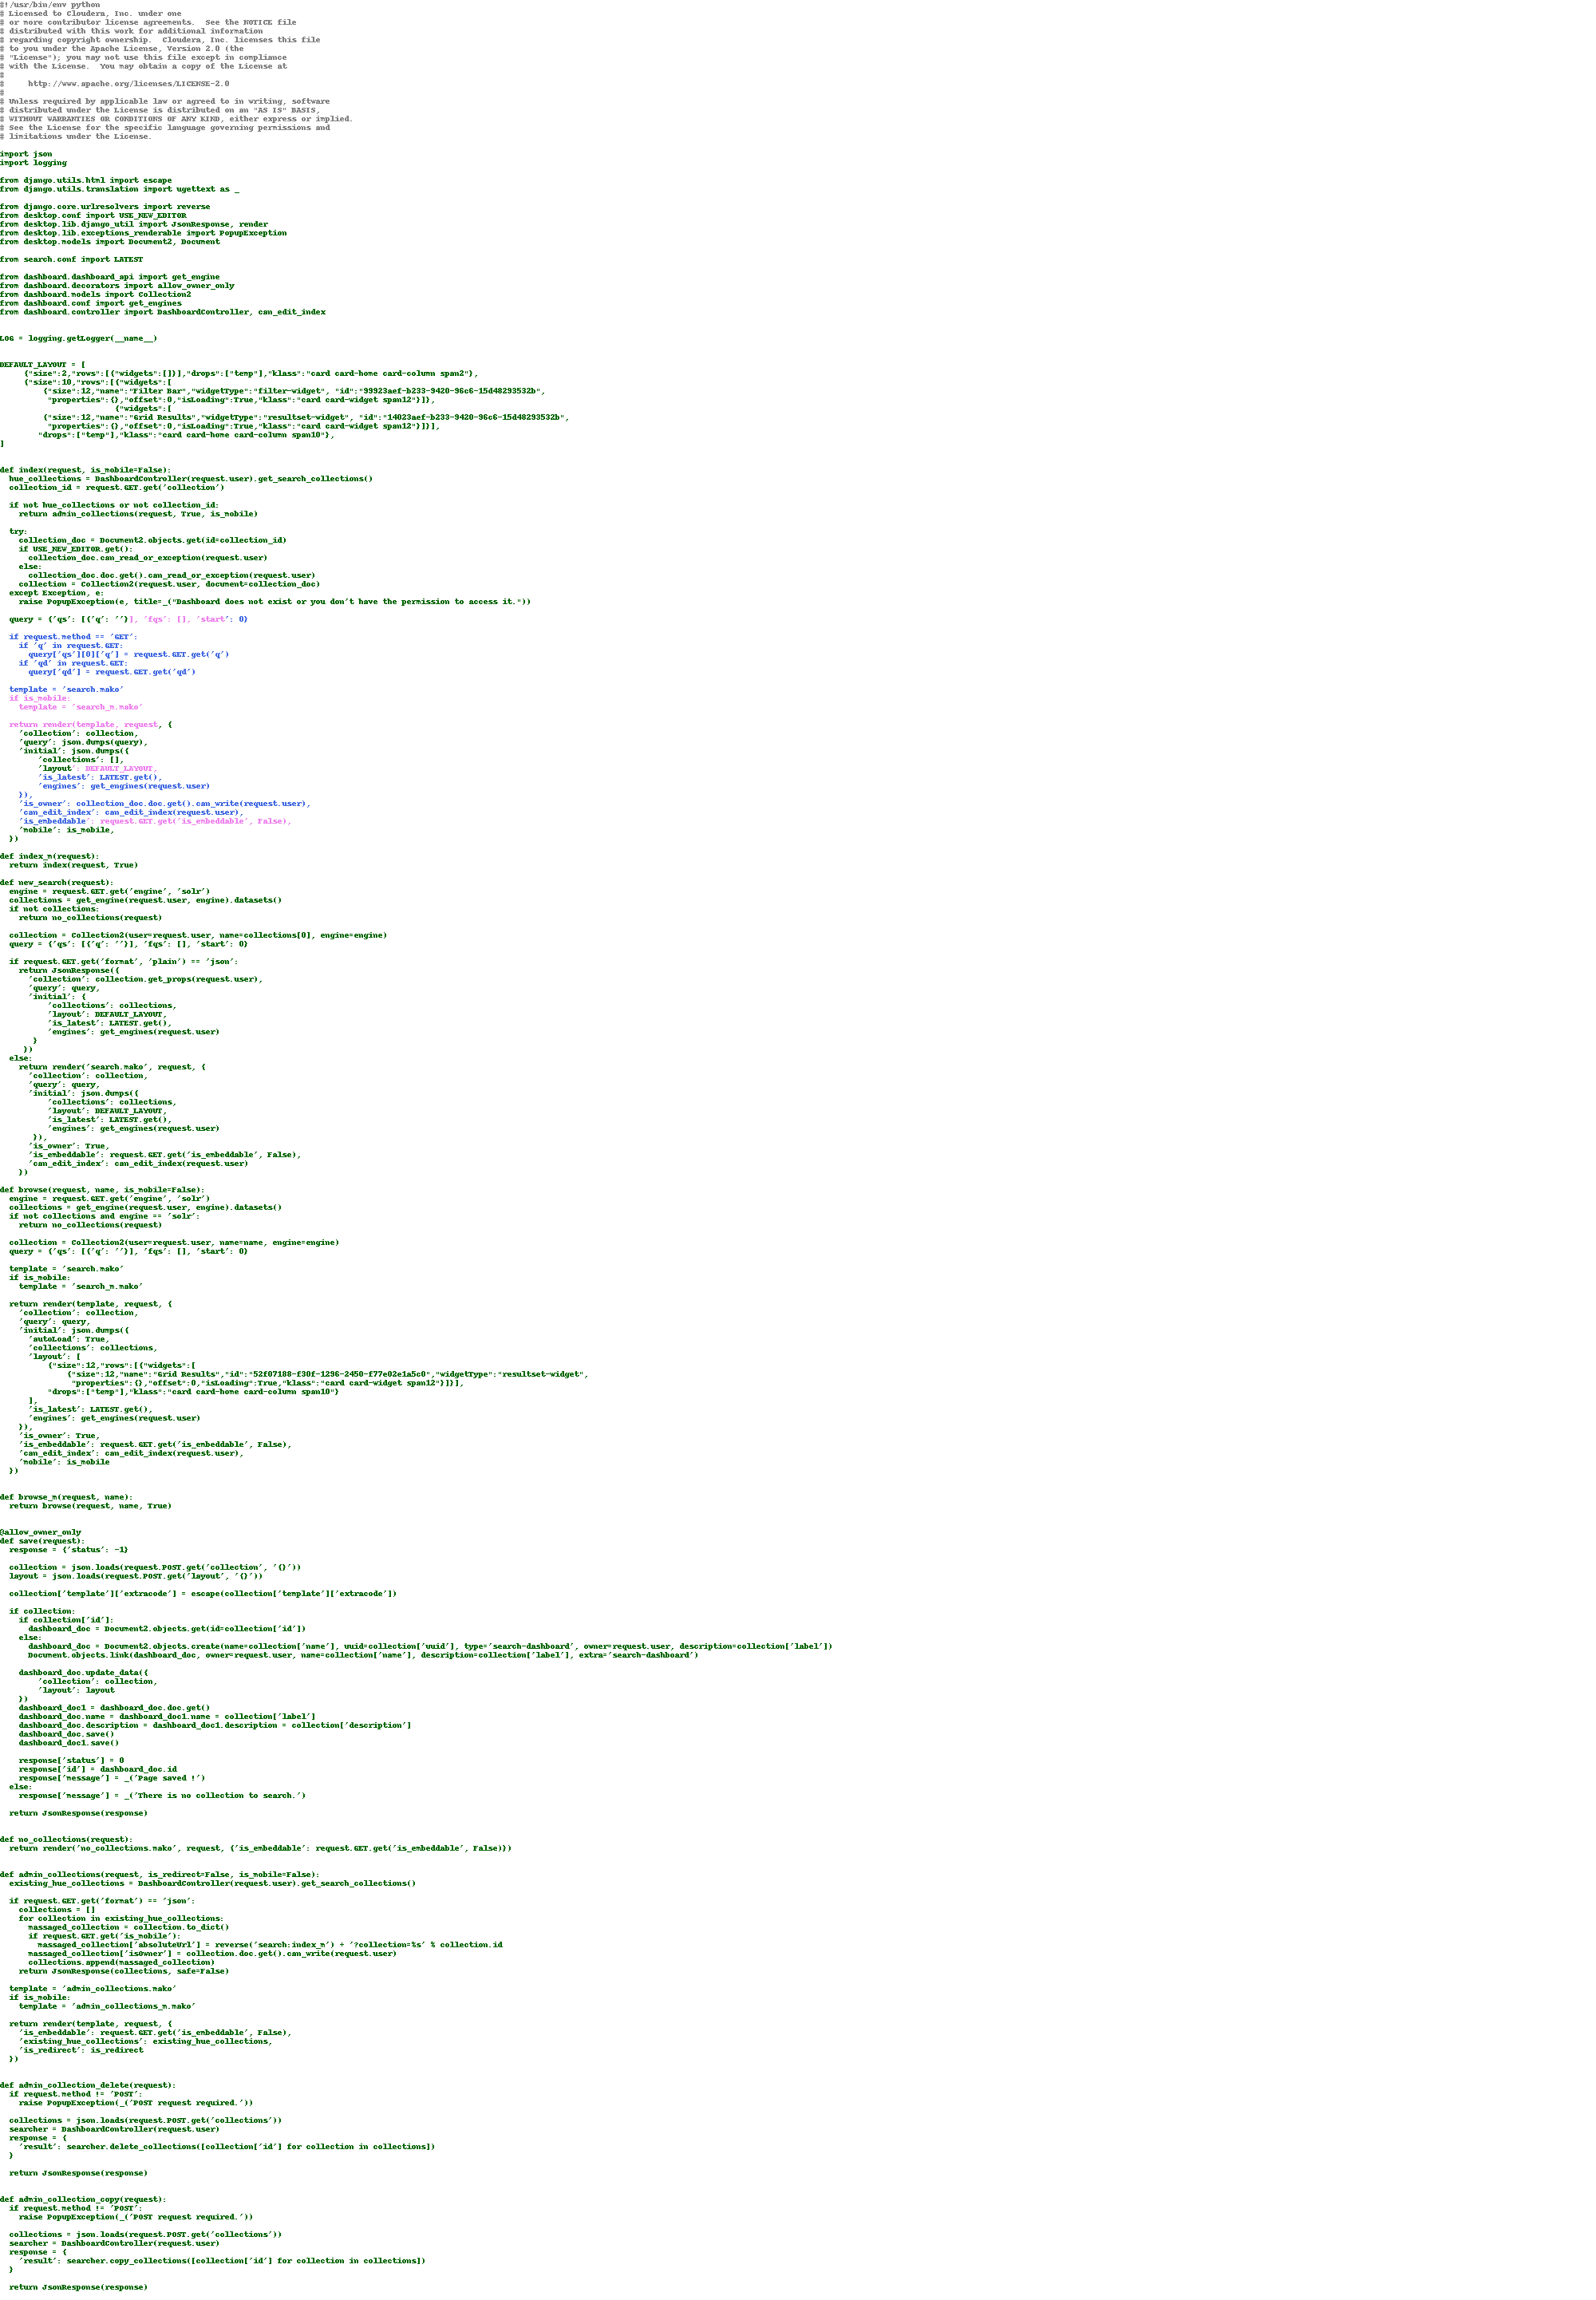 #!/usr/bin/env python
# Licensed to Cloudera, Inc. under one
# or more contributor license agreements.  See the NOTICE file
# distributed with this work for additional information
# regarding copyright ownership.  Cloudera, Inc. licenses this file
# to you under the Apache License, Version 2.0 (the
# "License"); you may not use this file except in compliance
# with the License.  You may obtain a copy of the License at
#
#     http://www.apache.org/licenses/LICENSE-2.0
#
# Unless required by applicable law or agreed to in writing, software
# distributed under the License is distributed on an "AS IS" BASIS,
# WITHOUT WARRANTIES OR CONDITIONS OF ANY KIND, either express or implied.
# See the License for the specific language governing permissions and
# limitations under the License.

import json
import logging

from django.utils.html import escape
from django.utils.translation import ugettext as _

from django.core.urlresolvers import reverse
from desktop.conf import USE_NEW_EDITOR
from desktop.lib.django_util import JsonResponse, render
from desktop.lib.exceptions_renderable import PopupException
from desktop.models import Document2, Document

from search.conf import LATEST

from dashboard.dashboard_api import get_engine
from dashboard.decorators import allow_owner_only
from dashboard.models import Collection2
from dashboard.conf import get_engines
from dashboard.controller import DashboardController, can_edit_index


LOG = logging.getLogger(__name__)


DEFAULT_LAYOUT = [
     {"size":2,"rows":[{"widgets":[]}],"drops":["temp"],"klass":"card card-home card-column span2"},
     {"size":10,"rows":[{"widgets":[
         {"size":12,"name":"Filter Bar","widgetType":"filter-widget", "id":"99923aef-b233-9420-96c6-15d48293532b",
          "properties":{},"offset":0,"isLoading":True,"klass":"card card-widget span12"}]},
                        {"widgets":[
         {"size":12,"name":"Grid Results","widgetType":"resultset-widget", "id":"14023aef-b233-9420-96c6-15d48293532b",
          "properties":{},"offset":0,"isLoading":True,"klass":"card card-widget span12"}]}],
        "drops":["temp"],"klass":"card card-home card-column span10"},
]


def index(request, is_mobile=False):
  hue_collections = DashboardController(request.user).get_search_collections()
  collection_id = request.GET.get('collection')

  if not hue_collections or not collection_id:
    return admin_collections(request, True, is_mobile)

  try:
    collection_doc = Document2.objects.get(id=collection_id)
    if USE_NEW_EDITOR.get():
      collection_doc.can_read_or_exception(request.user)
    else:
      collection_doc.doc.get().can_read_or_exception(request.user)
    collection = Collection2(request.user, document=collection_doc)
  except Exception, e:
    raise PopupException(e, title=_("Dashboard does not exist or you don't have the permission to access it."))

  query = {'qs': [{'q': ''}], 'fqs': [], 'start': 0}

  if request.method == 'GET':
    if 'q' in request.GET:
      query['qs'][0]['q'] = request.GET.get('q')
    if 'qd' in request.GET:
      query['qd'] = request.GET.get('qd')

  template = 'search.mako'
  if is_mobile:
    template = 'search_m.mako'

  return render(template, request, {
    'collection': collection,
    'query': json.dumps(query),
    'initial': json.dumps({
        'collections': [],
        'layout': DEFAULT_LAYOUT,
        'is_latest': LATEST.get(),
        'engines': get_engines(request.user)
    }),
    'is_owner': collection_doc.doc.get().can_write(request.user),
    'can_edit_index': can_edit_index(request.user),
    'is_embeddable': request.GET.get('is_embeddable', False),
    'mobile': is_mobile,
  })

def index_m(request):
  return index(request, True)

def new_search(request):
  engine = request.GET.get('engine', 'solr')
  collections = get_engine(request.user, engine).datasets()
  if not collections:
    return no_collections(request)

  collection = Collection2(user=request.user, name=collections[0], engine=engine)
  query = {'qs': [{'q': ''}], 'fqs': [], 'start': 0}

  if request.GET.get('format', 'plain') == 'json':
    return JsonResponse({
      'collection': collection.get_props(request.user),
      'query': query,
      'initial': {
          'collections': collections,
          'layout': DEFAULT_LAYOUT,
          'is_latest': LATEST.get(),
          'engines': get_engines(request.user)
       }
     })
  else:
    return render('search.mako', request, {
      'collection': collection,
      'query': query,
      'initial': json.dumps({
          'collections': collections,
          'layout': DEFAULT_LAYOUT,
          'is_latest': LATEST.get(),
          'engines': get_engines(request.user)
       }),
      'is_owner': True,
      'is_embeddable': request.GET.get('is_embeddable', False),
      'can_edit_index': can_edit_index(request.user)
    })

def browse(request, name, is_mobile=False):
  engine = request.GET.get('engine', 'solr')
  collections = get_engine(request.user, engine).datasets()
  if not collections and engine == 'solr':
    return no_collections(request)

  collection = Collection2(user=request.user, name=name, engine=engine)
  query = {'qs': [{'q': ''}], 'fqs': [], 'start': 0}

  template = 'search.mako'
  if is_mobile:
    template = 'search_m.mako'

  return render(template, request, {
    'collection': collection,
    'query': query,
    'initial': json.dumps({
      'autoLoad': True,
      'collections': collections,
      'layout': [
          {"size":12,"rows":[{"widgets":[
              {"size":12,"name":"Grid Results","id":"52f07188-f30f-1296-2450-f77e02e1a5c0","widgetType":"resultset-widget",
               "properties":{},"offset":0,"isLoading":True,"klass":"card card-widget span12"}]}],
          "drops":["temp"],"klass":"card card-home card-column span10"}
      ],
      'is_latest': LATEST.get(),
      'engines': get_engines(request.user)
    }),
    'is_owner': True,
    'is_embeddable': request.GET.get('is_embeddable', False),
    'can_edit_index': can_edit_index(request.user),
    'mobile': is_mobile
  })


def browse_m(request, name):
  return browse(request, name, True)


@allow_owner_only
def save(request):
  response = {'status': -1}

  collection = json.loads(request.POST.get('collection', '{}'))
  layout = json.loads(request.POST.get('layout', '{}'))

  collection['template']['extracode'] = escape(collection['template']['extracode'])

  if collection:
    if collection['id']:
      dashboard_doc = Document2.objects.get(id=collection['id'])
    else:
      dashboard_doc = Document2.objects.create(name=collection['name'], uuid=collection['uuid'], type='search-dashboard', owner=request.user, description=collection['label'])
      Document.objects.link(dashboard_doc, owner=request.user, name=collection['name'], description=collection['label'], extra='search-dashboard')

    dashboard_doc.update_data({
        'collection': collection,
        'layout': layout
    })
    dashboard_doc1 = dashboard_doc.doc.get()
    dashboard_doc.name = dashboard_doc1.name = collection['label']
    dashboard_doc.description = dashboard_doc1.description = collection['description']
    dashboard_doc.save()
    dashboard_doc1.save()

    response['status'] = 0
    response['id'] = dashboard_doc.id
    response['message'] = _('Page saved !')
  else:
    response['message'] = _('There is no collection to search.')

  return JsonResponse(response)


def no_collections(request):
  return render('no_collections.mako', request, {'is_embeddable': request.GET.get('is_embeddable', False)})


def admin_collections(request, is_redirect=False, is_mobile=False):
  existing_hue_collections = DashboardController(request.user).get_search_collections()

  if request.GET.get('format') == 'json':
    collections = []
    for collection in existing_hue_collections:
      massaged_collection = collection.to_dict()
      if request.GET.get('is_mobile'):
        massaged_collection['absoluteUrl'] = reverse('search:index_m') + '?collection=%s' % collection.id
      massaged_collection['isOwner'] = collection.doc.get().can_write(request.user)
      collections.append(massaged_collection)
    return JsonResponse(collections, safe=False)

  template = 'admin_collections.mako'
  if is_mobile:
    template = 'admin_collections_m.mako'

  return render(template, request, {
    'is_embeddable': request.GET.get('is_embeddable', False),
    'existing_hue_collections': existing_hue_collections,
    'is_redirect': is_redirect
  })


def admin_collection_delete(request):
  if request.method != 'POST':
    raise PopupException(_('POST request required.'))

  collections = json.loads(request.POST.get('collections'))
  searcher = DashboardController(request.user)
  response = {
    'result': searcher.delete_collections([collection['id'] for collection in collections])
  }

  return JsonResponse(response)


def admin_collection_copy(request):
  if request.method != 'POST':
    raise PopupException(_('POST request required.'))

  collections = json.loads(request.POST.get('collections'))
  searcher = DashboardController(request.user)
  response = {
    'result': searcher.copy_collections([collection['id'] for collection in collections])
  }

  return JsonResponse(response)